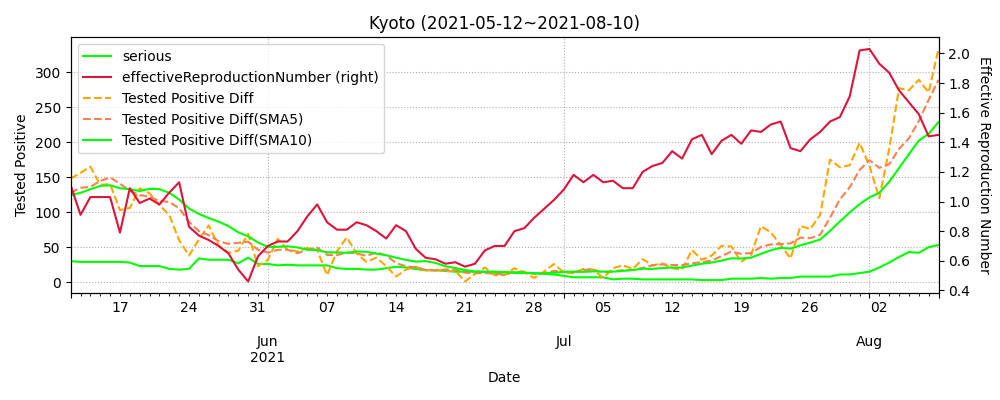 Kyoto (2021-05-12~2021-08-10)
serious
effectiveReproductionNumber (right)
Tested Positive Diff
Tested Positive Diff(SMA5)
Tested Positive Diff(SMA10)
Tested Positive
300
250
200
150
100
50
0
2.0
1.8
1.6
1.4
1.2
1.0
0.8
0.6
0.4
Effective Reproduction Number
17 24 31 07 14 21 28 05 12 19 26 02
Jun Jul Aug
2021
Date